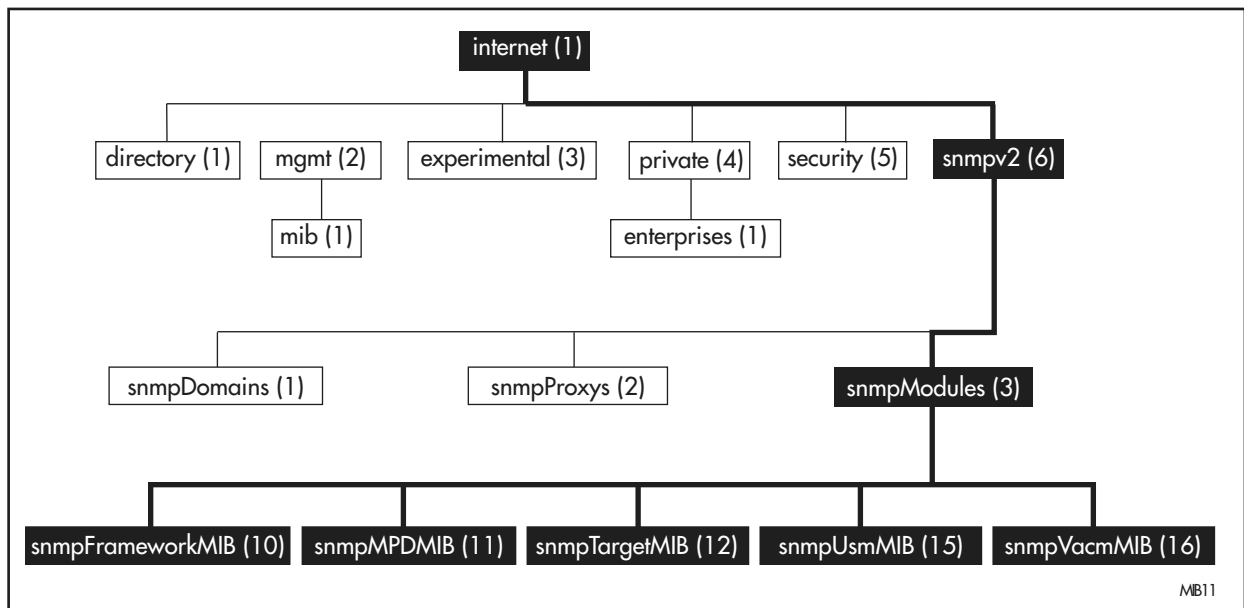 internet (1)
directory (1)
mgmt (2)
experimental (3)
private (4)
security (5)
snmpv2 (6)
mib (1)
enterprises (1)
snmpDomains (1)
snmpProxys (2)
snmpModules (3)
snmpFrameworkMIB (10)
snmpMPDMIB (11)
snmpTargetMIB (12)
snmpUsmMIB (15)
snmpVacmMIB (16)
MIB11